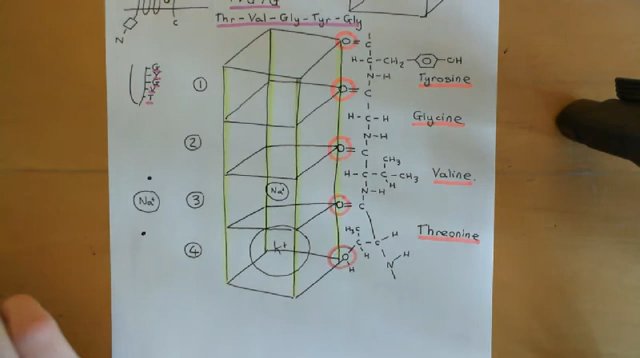 N
C
Thr-Val-Gly-Tyr-Gly
G
Y
G
V
T
O=C
H-C-CH₂-OH
N-H
Tyrosine
①
O=C
H-C-H
Glycine
N-H
②
O=C
CH₃
H-C-C-CH₃
H
Valine
N-H
Na⁺
Na⁺
③
O=C
Threonine
H₃C
C-C-H
H
④
K⁺
O
H
N